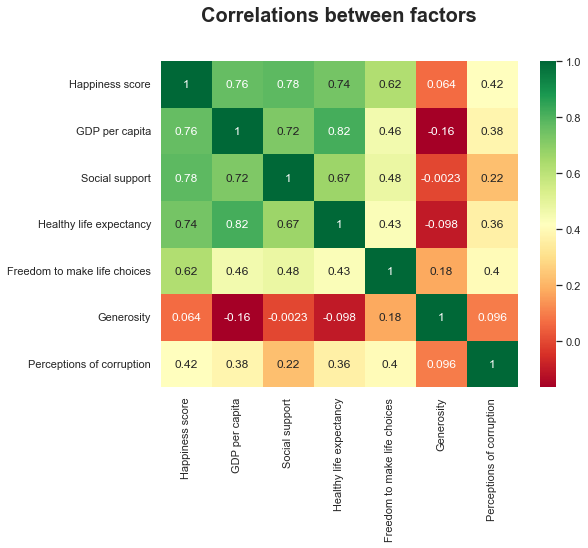 Correlations between factors
Happiness score 1 0.76 0.78 0.74 0.62 0.064 0.42
GDP per capita 0.76 1 0.72 0.82 0.46 -0.16 0.38
Social support 0.78 0.72 1 0.67 0.48 -0.0023 0.22
Healthy life expectancy 0.74 0.82 0.67 1 0.43 -0.098 0.36
Freedom to make life choices 0.62 0.46 0.48 0.43 1 0.18 0.4
Generosity 0.064 -0.16 -0.0023 -0.098 0.18 1 0.096
Perceptions of corruption 0.42 0.38 0.22 0.36 0.4 0.096 1
Happiness score
GDP per capita
Social support
Healthy life expectancy
Freedom to make life choices
Generosity
Perceptions of corruption
1.0
0.8
0.6
0.4
0.2
0.0